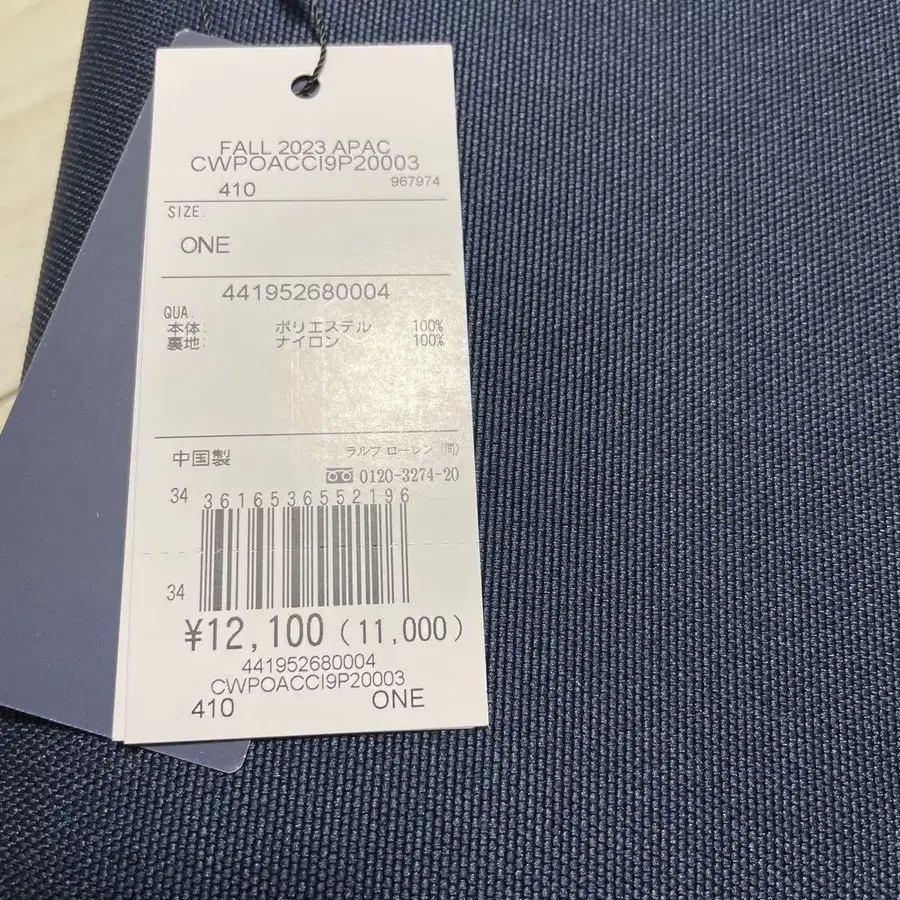 FALL 2023 APAC
CWPOACCI9P20003
410 967974
SIZE.
ONE
441952680004
QUA.
本体: ポリエステル 100%
裏地: ナイロン 100%
中国製 ラルフ ローレン (同)
0120-3274-20
34 3616536552196
34
¥12,100 (11,000)
441952680004
CWPOACCI9P20003
410 ONE